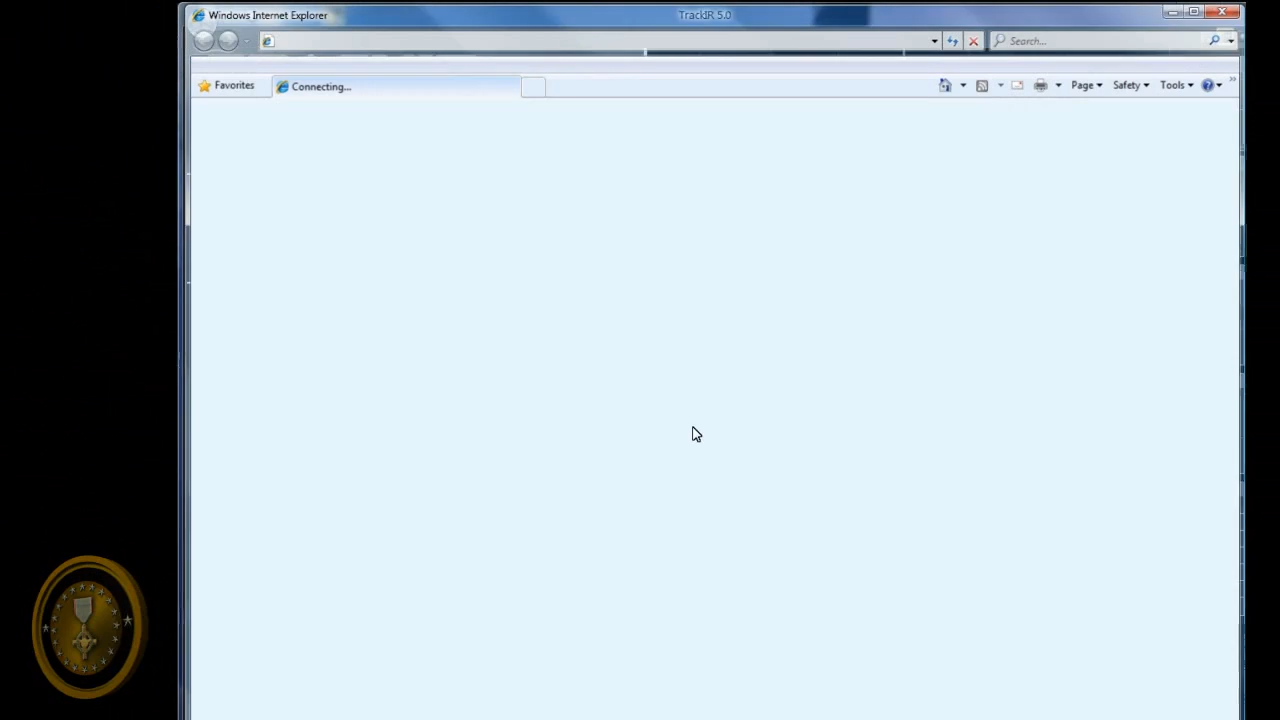 Windows Internet Explorer
TrackIR 5.0
Search...
Favorites
Connecting...
Page
Safety
Tools